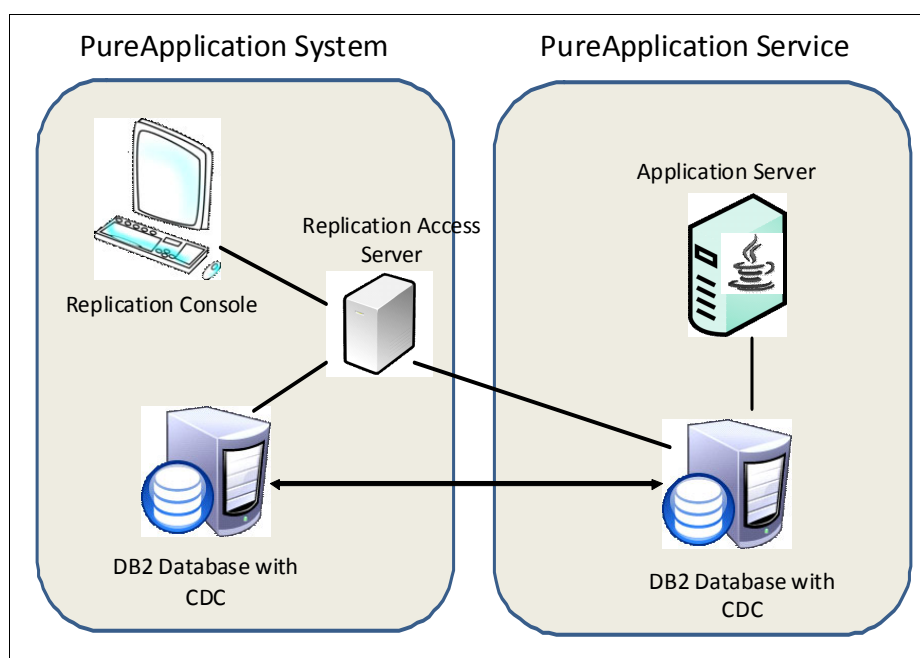 PureApplication System
PureApplication Service
Replication Console
Replication Access
Server
Application Server
DB2 Database with
CDC
DB2 Database with
CDC